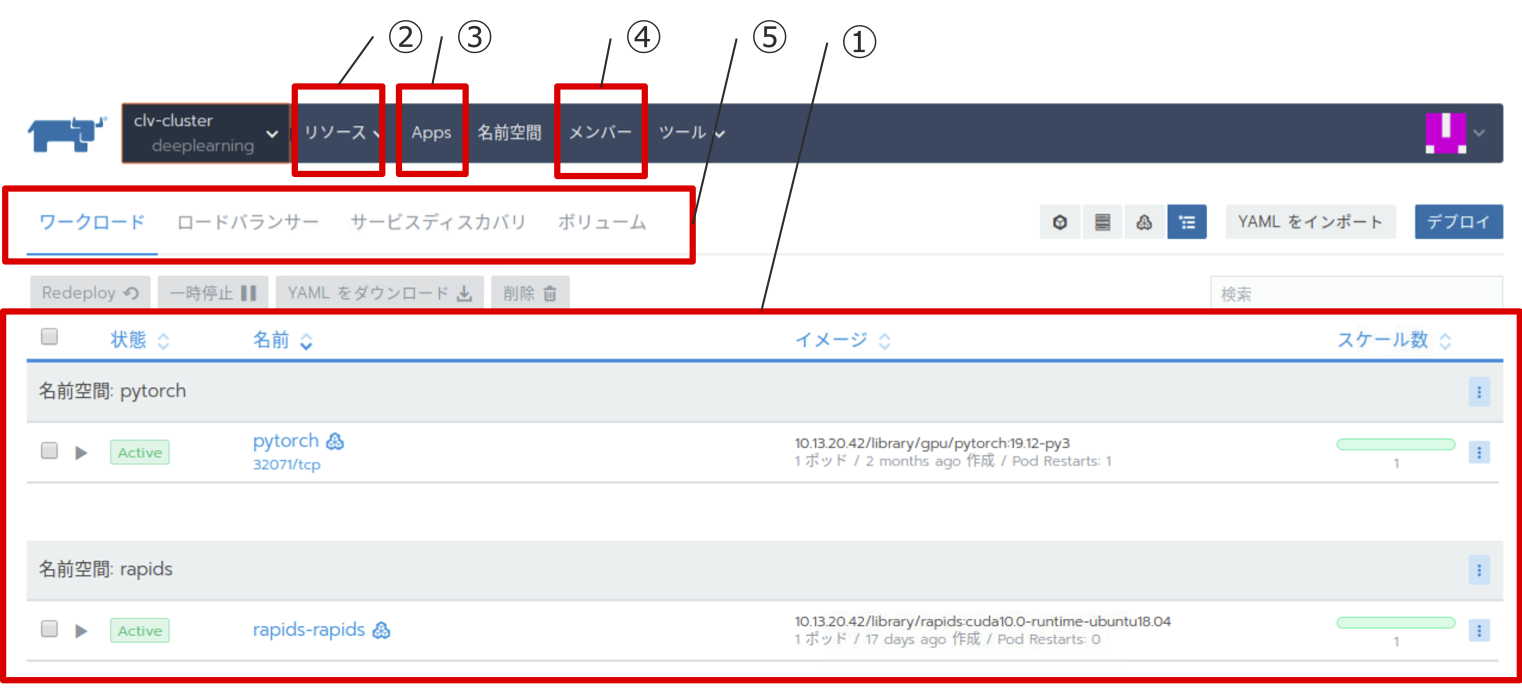 ② ③ ④ ⑤ ①
clv-cluster
deeplearning
リソース Apps 名前空間 メンバー ツール
ワークロード ロードバランサー サービスディスカバリ ボリューム YAML をインポート デプロイ
Redeploy 一時停止 YAML をダウンロード 削除 検索
状態 名前 イメージ スケール数
名前空間: pytorch
Active pytorch 10.13.20.42/library/gpu/pytorch:19.12-py3
32071/tcp 1 ポッド / 2 months ago 作成 / Pod Restarts: 1 1
名前空間: rapids
Active rapids-rapids 10.13.20.42/library/rapids:cuda10.0-runtime-ubuntu18.04
1 ポッド / 17 days ago 作成 / Pod Restarts: 0 1